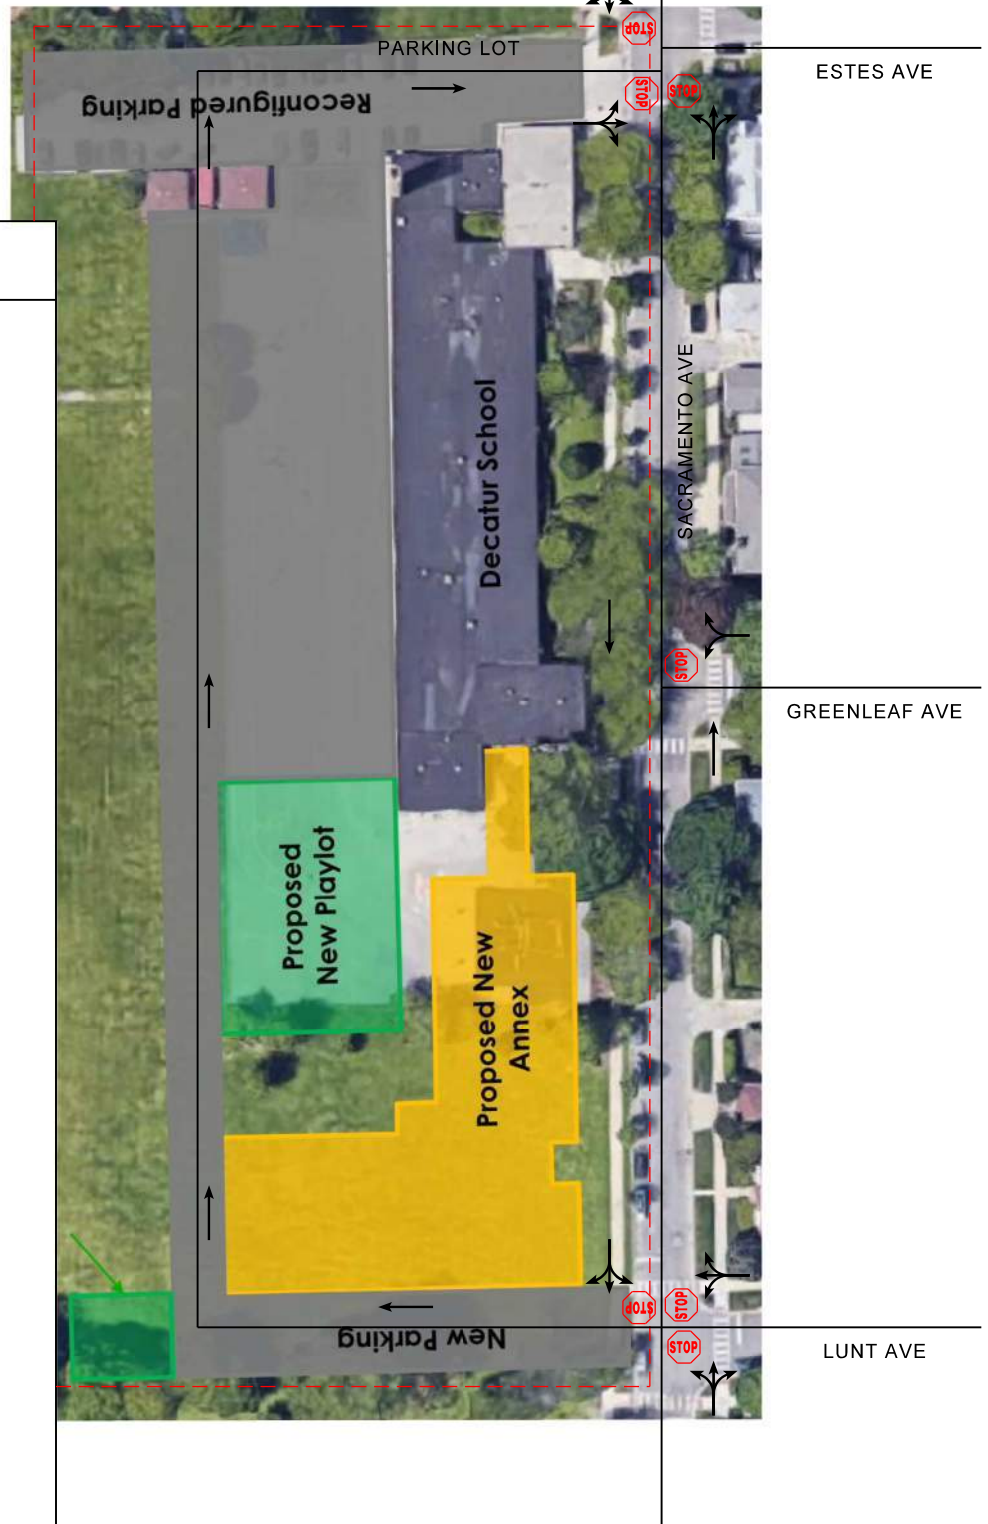 STOP
PARKING LOT
ESTES AVE
STOP
STOP
Reconfigured Parking
SACRAMENTO AVE
Decatur School
STOP
GREENLEAF AVE
Proposed
New Playlot
Proposed New
Annex
STOP
STOP
New Parking
STOP
LUNT AVE